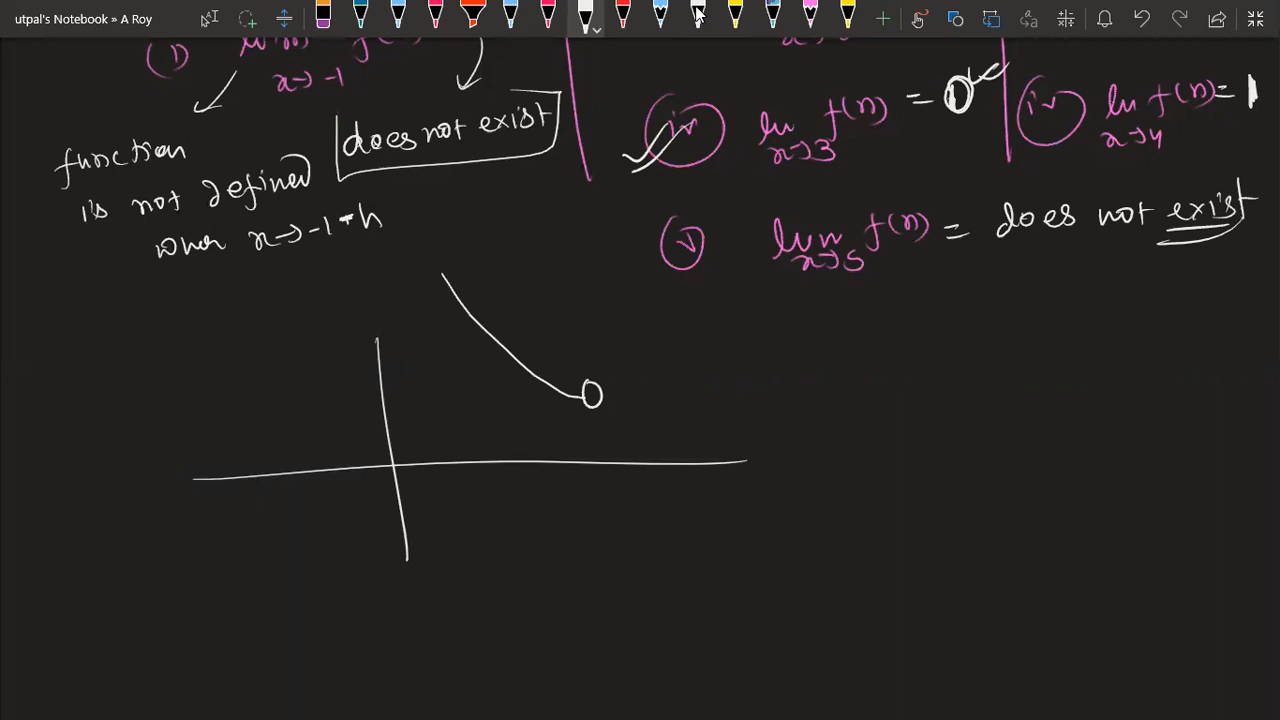 utpal's Notebook » A Roy
(i)
x → -1
does not exist
function
is not defined
when x → -1 - h
(iv) lim f(x) = 0
x → 3
(iv) lim f(x) = 1
x → 4
(v) lim f(x) = does not exist
x → 5